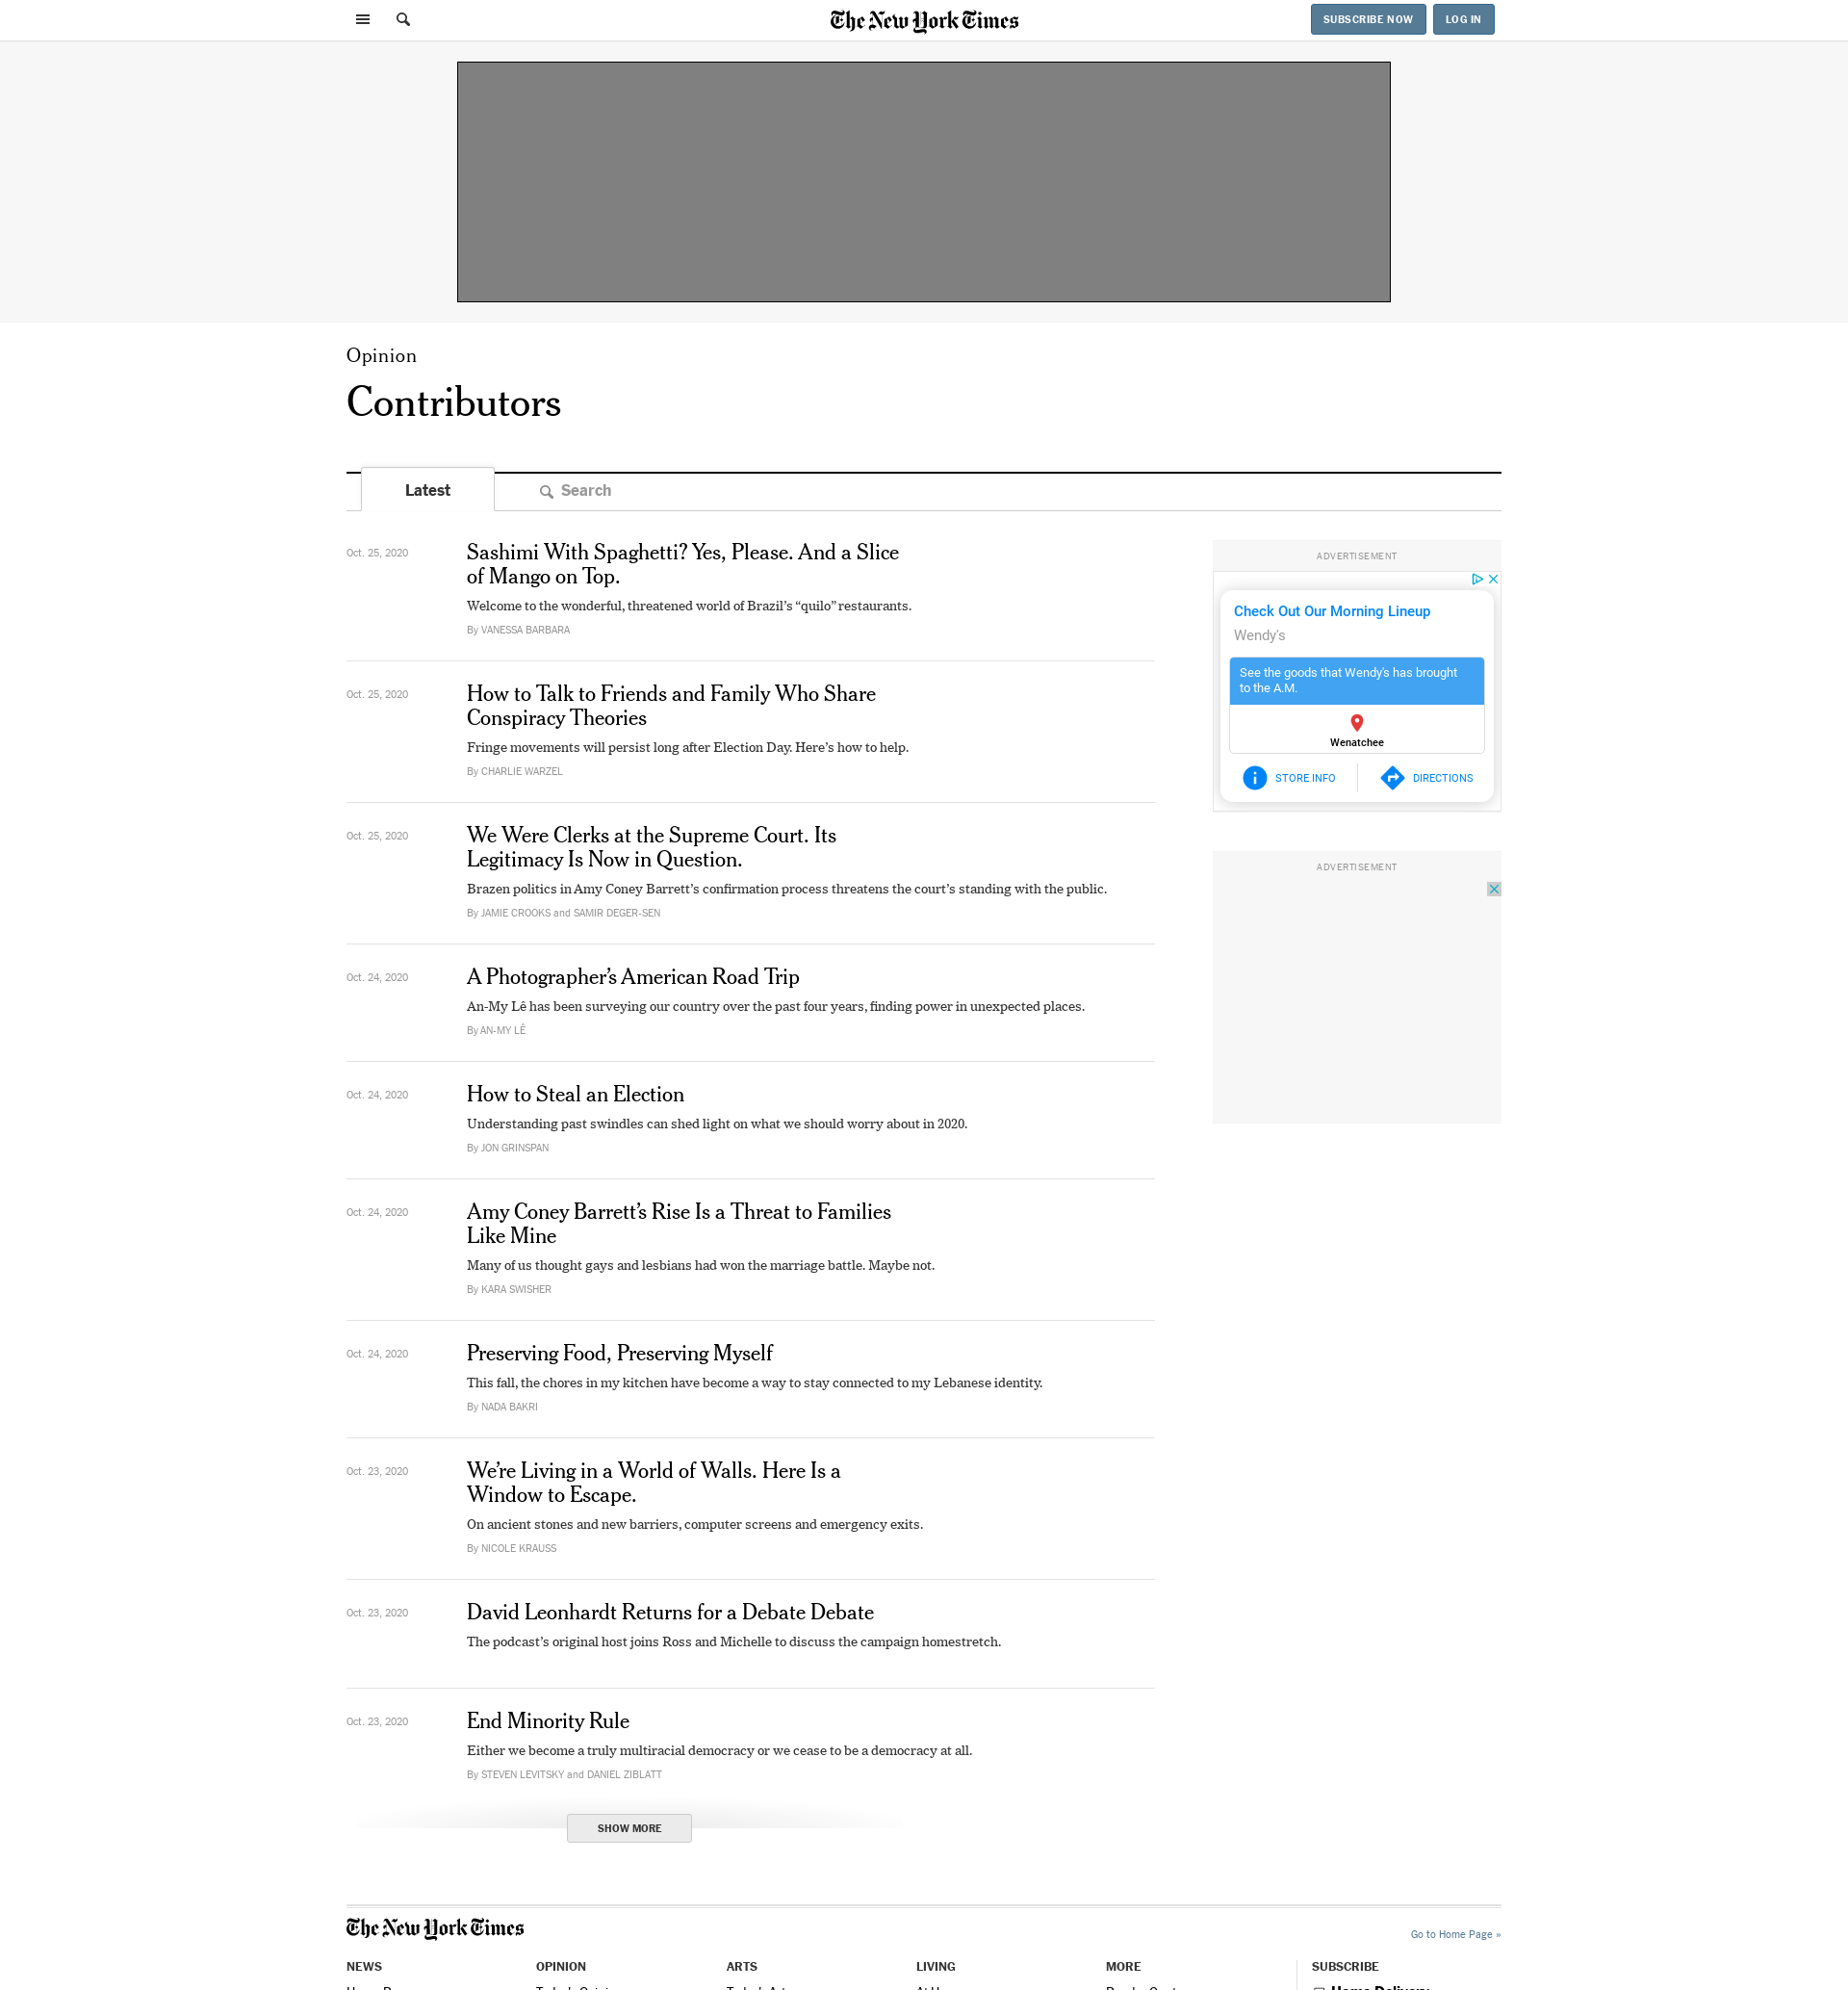 The New York Times
SUBSCRIBE NOW
LOG IN
Opinion
Contributors
Latest
Search
Oct. 25, 2020
Sashimi With Spaghetti? Yes, Please. And a Slice
of Mango on Top.
Welcome to the wonderful, threatened world of Brazil’s “quilo” restaurants.
By VANESSA BARBARA
Oct. 25, 2020
How to Talk to Friends and Family Who Share
Conspiracy Theories
Fringe movements will persist long after Election Day. Here’s how to help.
By CHARLIE WARZEL
Oct. 25, 2020
We Were Clerks at the Supreme Court. Its
Legitimacy Is Now in Question.
Brazen politics in Amy Coney Barrett’s confirmation process threatens the court’s standing with the public.
By JAMIE CROOKS and SAMIR DEGER-SEN
Oct. 24, 2020
A Photographer’s American Road Trip
An-My Lê has been surveying our country over the past four years, finding power in unexpected places.
By AN-MY LÊ
Oct. 24, 2020
How to Steal an Election
Understanding past swindles can shed light on what we should worry about in 2020.
By JON GRINSPAN
Oct. 24, 2020
Amy Coney Barrett’s Rise Is a Threat to Families
Like Mine
Many of us thought gays and lesbians had won the marriage battle. Maybe not.
By KARA SWISHER
Oct. 24, 2020
Preserving Food, Preserving Myself
This fall, the chores in my kitchen have become a way to stay connected to my Lebanese identity.
By NADA BAKRI
Oct. 23, 2020
We’re Living in a World of Walls. Here Is a
Window to Escape.
On ancient stones and new barriers, computer screens and emergency exits.
By NICOLE KRAUSS
Oct. 23, 2020
David Leonhardt Returns for a Debate Debate
The podcast’s original host joins Ross and Michelle to discuss the campaign homestretch.
Oct. 23, 2020
End Minority Rule
Either we become a truly multiracial democracy or we cease to be a democracy at all.
By STEVEN LEVITSKY and DANIEL ZIBLATT
SHOW MORE
ADVERTISEMENT
Check Out Our Morning Lineup
Wendy's
See the goods that Wendy's has brought
to the A.M.
Wenatchee
STORE INFO
DIRECTIONS
ADVERTISEMENT
The New York Times
Go to Home Page »
NEWS
OPINION
ARTS
LIVING
MORE
SUBSCRIBE
Home Delivery